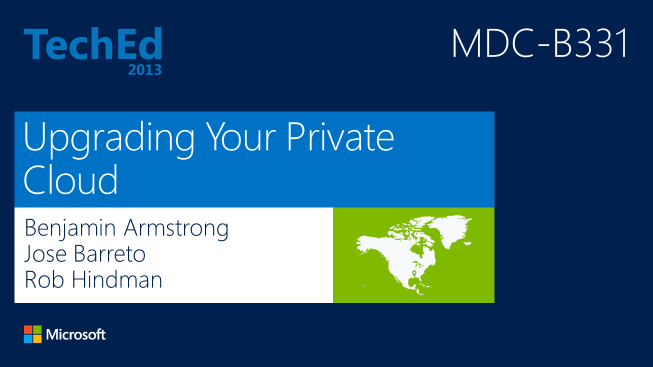 TechEd
2013
MDC-B331
Upgrading Your Private
Cloud
Benjamin Armstrong
Jose Barreto
Rob Hindman
Microsoft